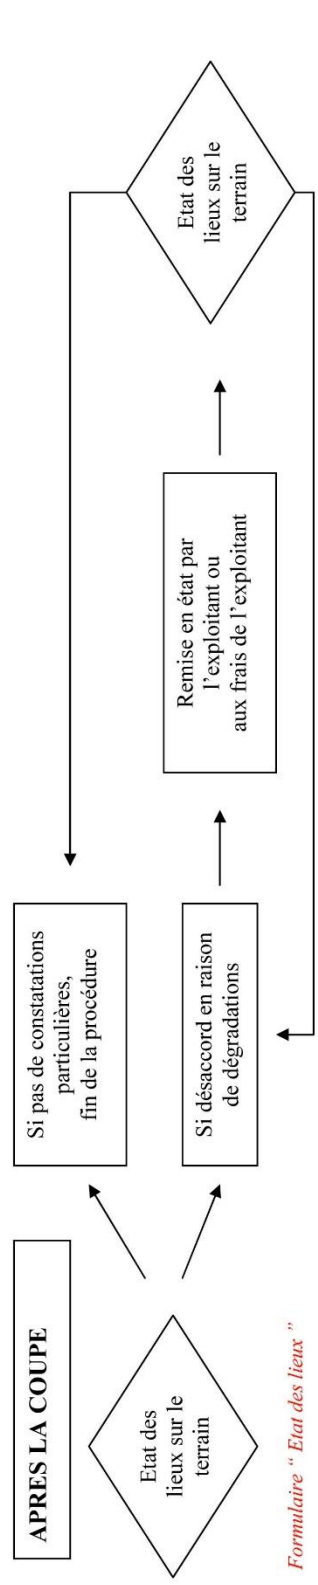 APRES LA COUPE
Etat des
lieux sur le
terrain
Formulaire “ Etat des lieux ”
Si pas de constatations
particulières,
fin de la procédure
Si désaccord en raison
de dégradations
Remise en état par
l’exploitant ou
aux frais de l’exploitant
Etat des
lieux sur le
terrain